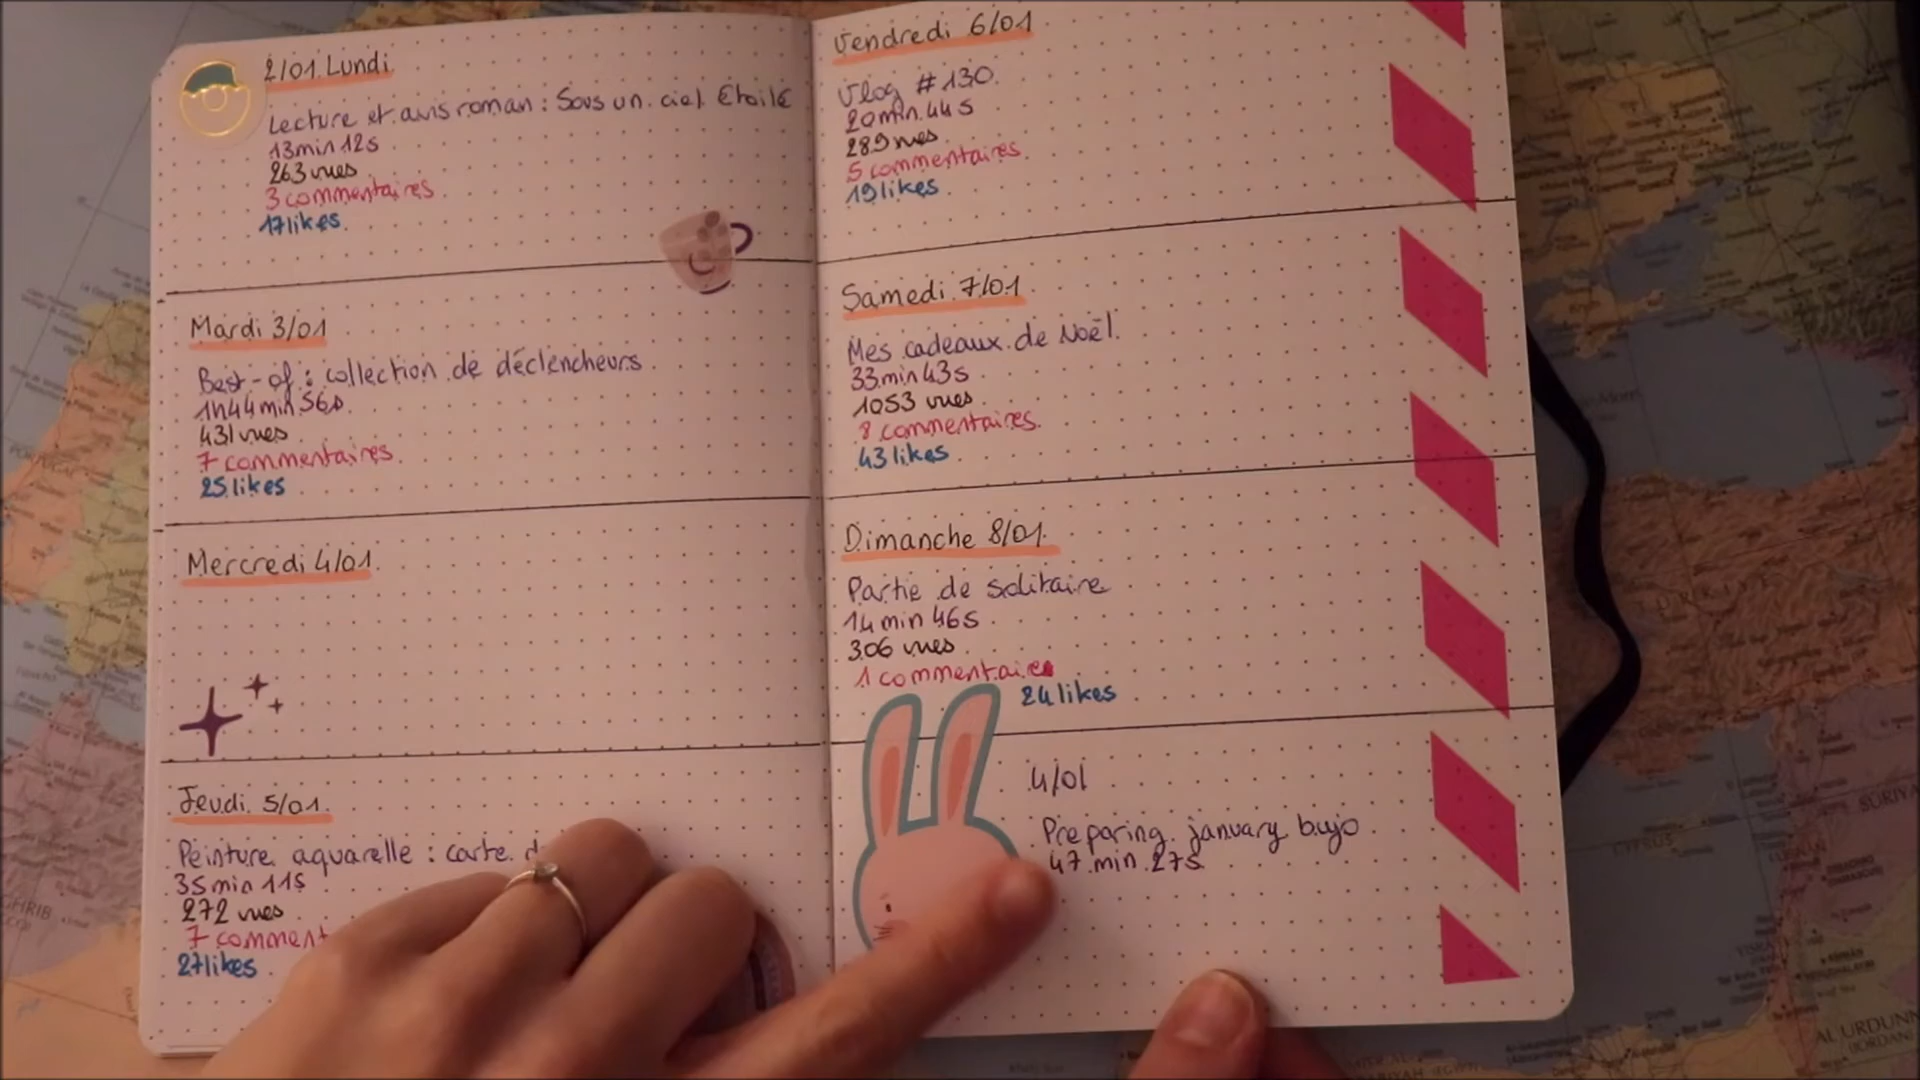 2/01 Lundi
Lecture et avis roman : Sous un ciel étoilé
13min 12s
263 vues
3 commentaires
17 likes
Mardi 3/01
Best-of : collection de déclencheurs
1h44min 56s
431 vues
7 commentaires
25 likes
Mercredi 4/01
Jeudi 5/01
Peinture aquarelle : carte
35min 11s
272 vues
7 comment
27 likes
Vendredi 6/01
Vlog #130
20min 44s
289 vues
5 commentaires
19 likes
Samedi 7/01
Mes cadeaux de Noël
33min43s
1053 vues
8 commentaires
43 likes
Dimanche 8/01
Partie de solitaire
14 min 46s
306 vues
1 commentaire
24 likes
4/01
Preparing january bujo
47 min 27s